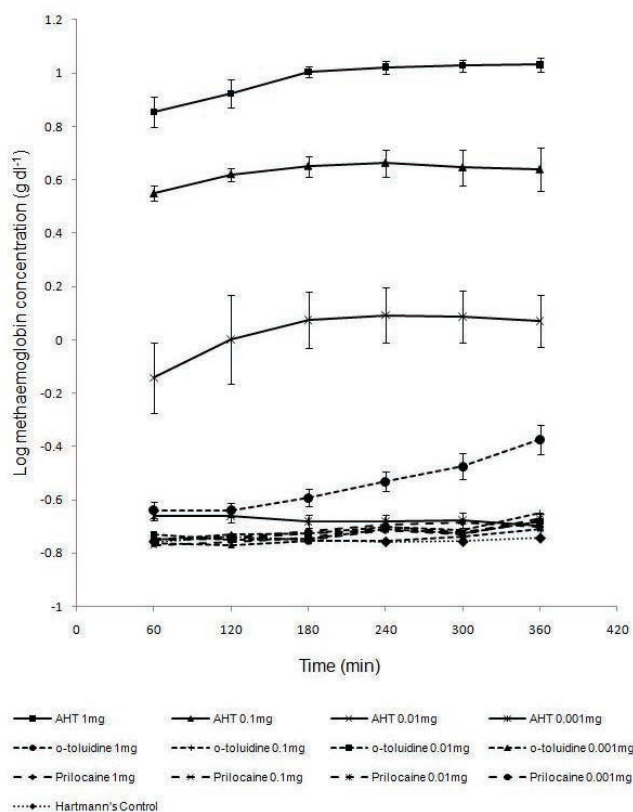 1.2
1
0.8
0.6
0.4
0.2
0
-0.2
-0.4
-0.6
-0.8
-1
Log methaemoglobin concentration (g dl-1)
0 60 120 180 240 300 360 420
Time (min)
AHT 1mg AHT 0.1mg AHT 0.01mg AHT 0.001mg
o-toluidine 1mg o-toluidine 0.1mg o-toluidine 0.01mg o-toluidine 0.001mg
Prilocaine 1mg Prilocaine 0.1mg Prilocaine 0.01mg Prilocaine 0.001mg
Hartmann's Control